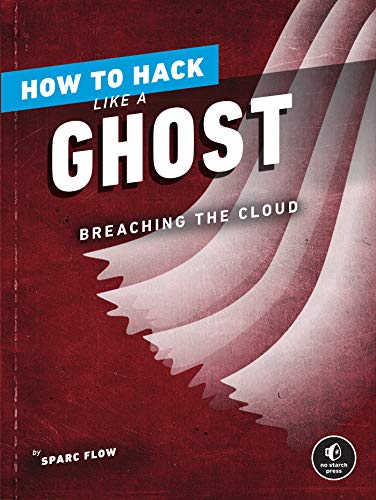 HOW TO HACK
LIKE A
GHOST
BREACHING THE CLOUD
by SPARC FLOW
no starch
press